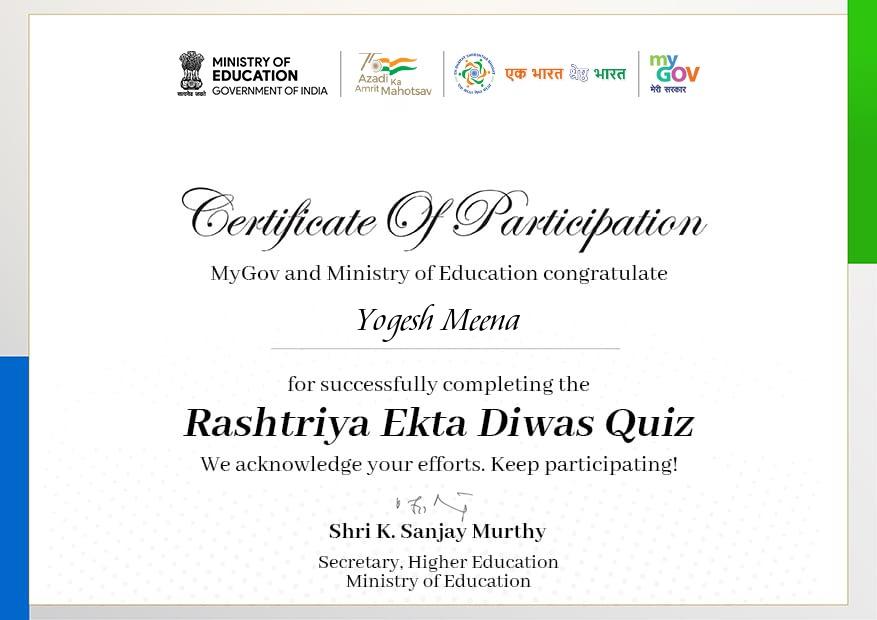 MINISTRY OF
EDUCATION
GOVERNMENT OF INDIA
सत्यमेव जयते
Azadi Ka
Amrit Mahotsav
एक भारत श्रेष्ठ भारत
my
GOV
मेरी सरकार
Certificate Of Participation
MyGov and Ministry of Education congratulate
Yogesh Meena
for successfully completing the
Rashtriya Ekta Diwas Quiz
We acknowledge your efforts. Keep participating!
Shri K. Sanjay Murthy
Secretary, Higher Education
Ministry of Education